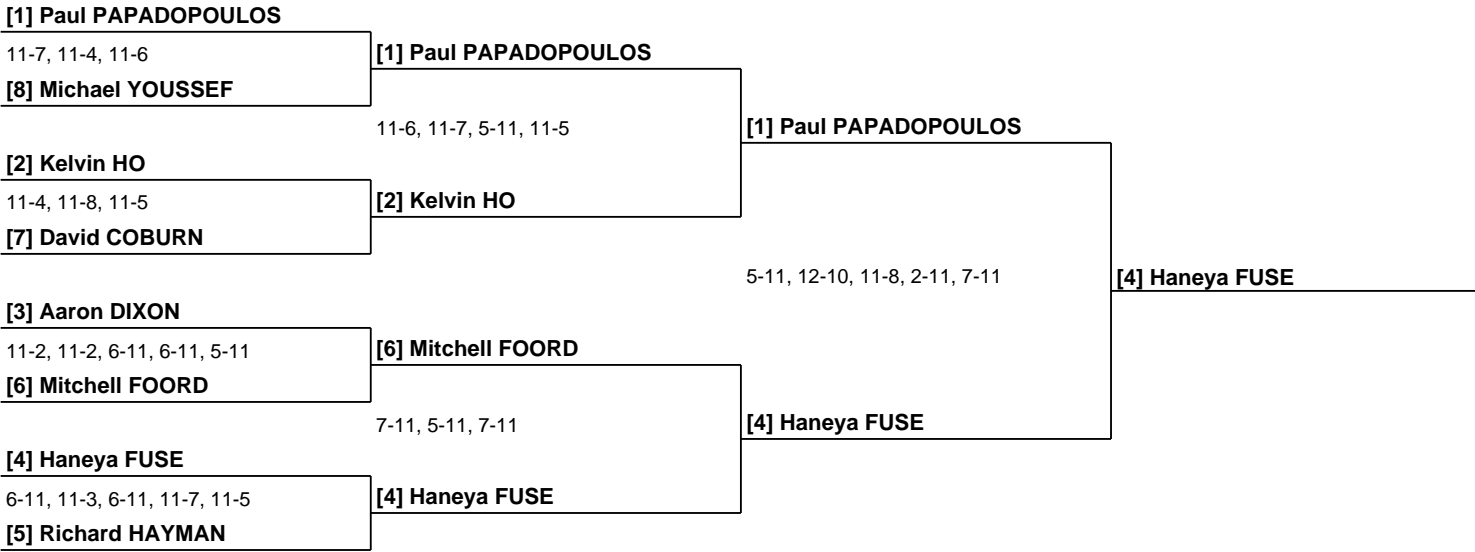 [1] Paul PAPADOPOULOS
11-7, 11-4, 11-6
[8] Michael YOUSSEF
[1] Paul PAPADOPOULOS
11-6, 11-7, 5-11, 11-5
[2] Kelvin HO
11-4, 11-8, 11-5
[7] David COBURN
[2] Kelvin HO
[1] Paul PAPADOPOULOS
5-11, 12-10, 11-8, 2-11, 7-11
[4] Haneya FUSE
[3] Aaron DIXON
11-2, 11-2, 6-11, 6-11, 5-11
[6] Mitchell FOORD
[6] Mitchell FOORD
7-11, 5-11, 7-11
[4] Haneya FUSE
[4] Haneya FUSE
6-11, 11-3, 6-11, 11-7, 11-5
[5] Richard HAYMAN
[4] Haneya FUSE